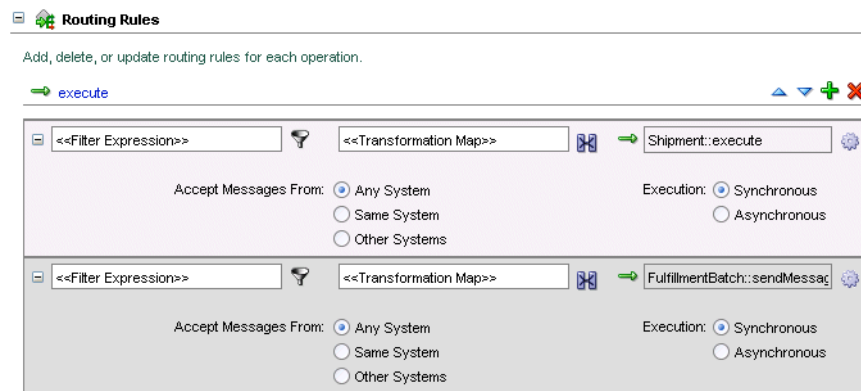 Routing Rules
Add, delete, or update routing rules for each operation.
execute
<<Filter Expression>> <<Transformation Map>> Shipment::execute
Accept Messages From: Any System Execution: Synchronous
Same System Asynchronous
Other Systems
<<Filter Expression>> <<Transformation Map>> FulfillmentBatch::sendMessag
Accept Messages From: Any System Execution: Synchronous
Same System Asynchronous
Other Systems